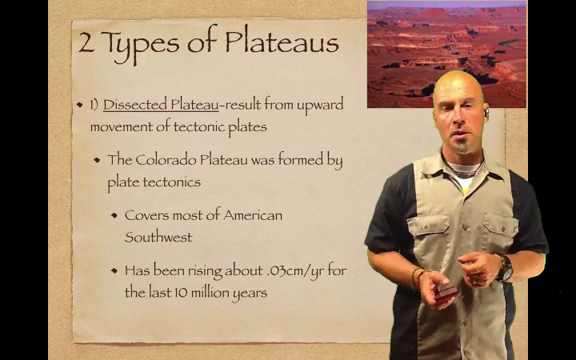 2 Types of Plateaus
1) Dissected Plateau-result from upward
movement of tectonic plates
The Colorado Plateau was formed by
plate tectonics
Covers most of American
Southwest
Has been rising about .03cm/yr for
the last 10 million years